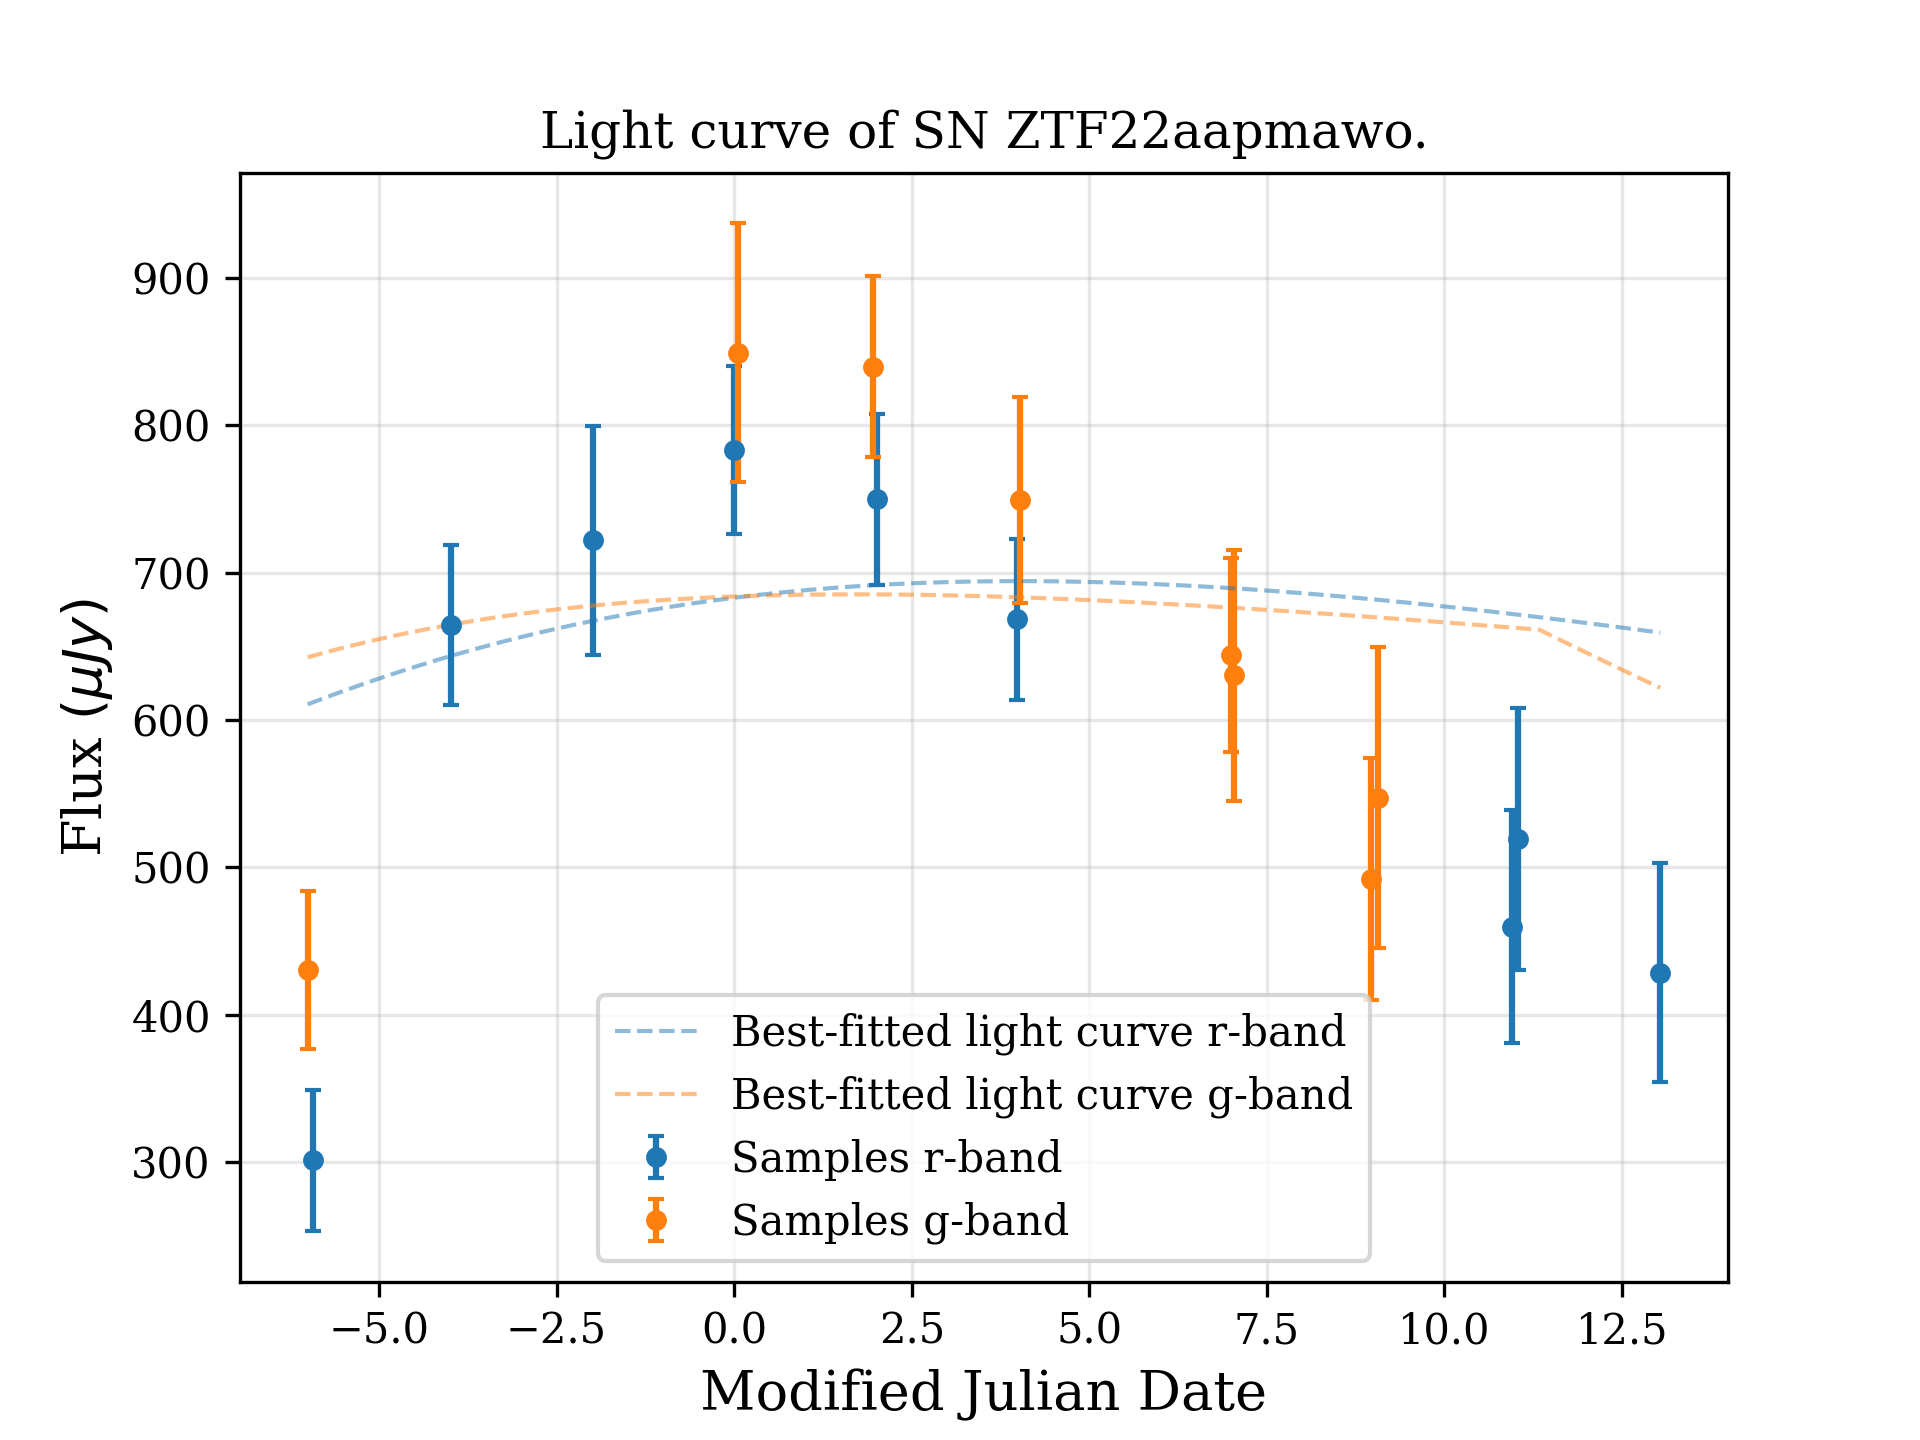 Light curve of SN ZTF22aapmawo.
Flux (μJy)
900
800
700
600
500
400
300
Best-fitted light curve r-band
Best-fitted light curve g-band
Samples r-band
Samples g-band
−5.0 −2.5 0.0 2.5 5.0 7.5 10.0 12.5
Modified Julian Date